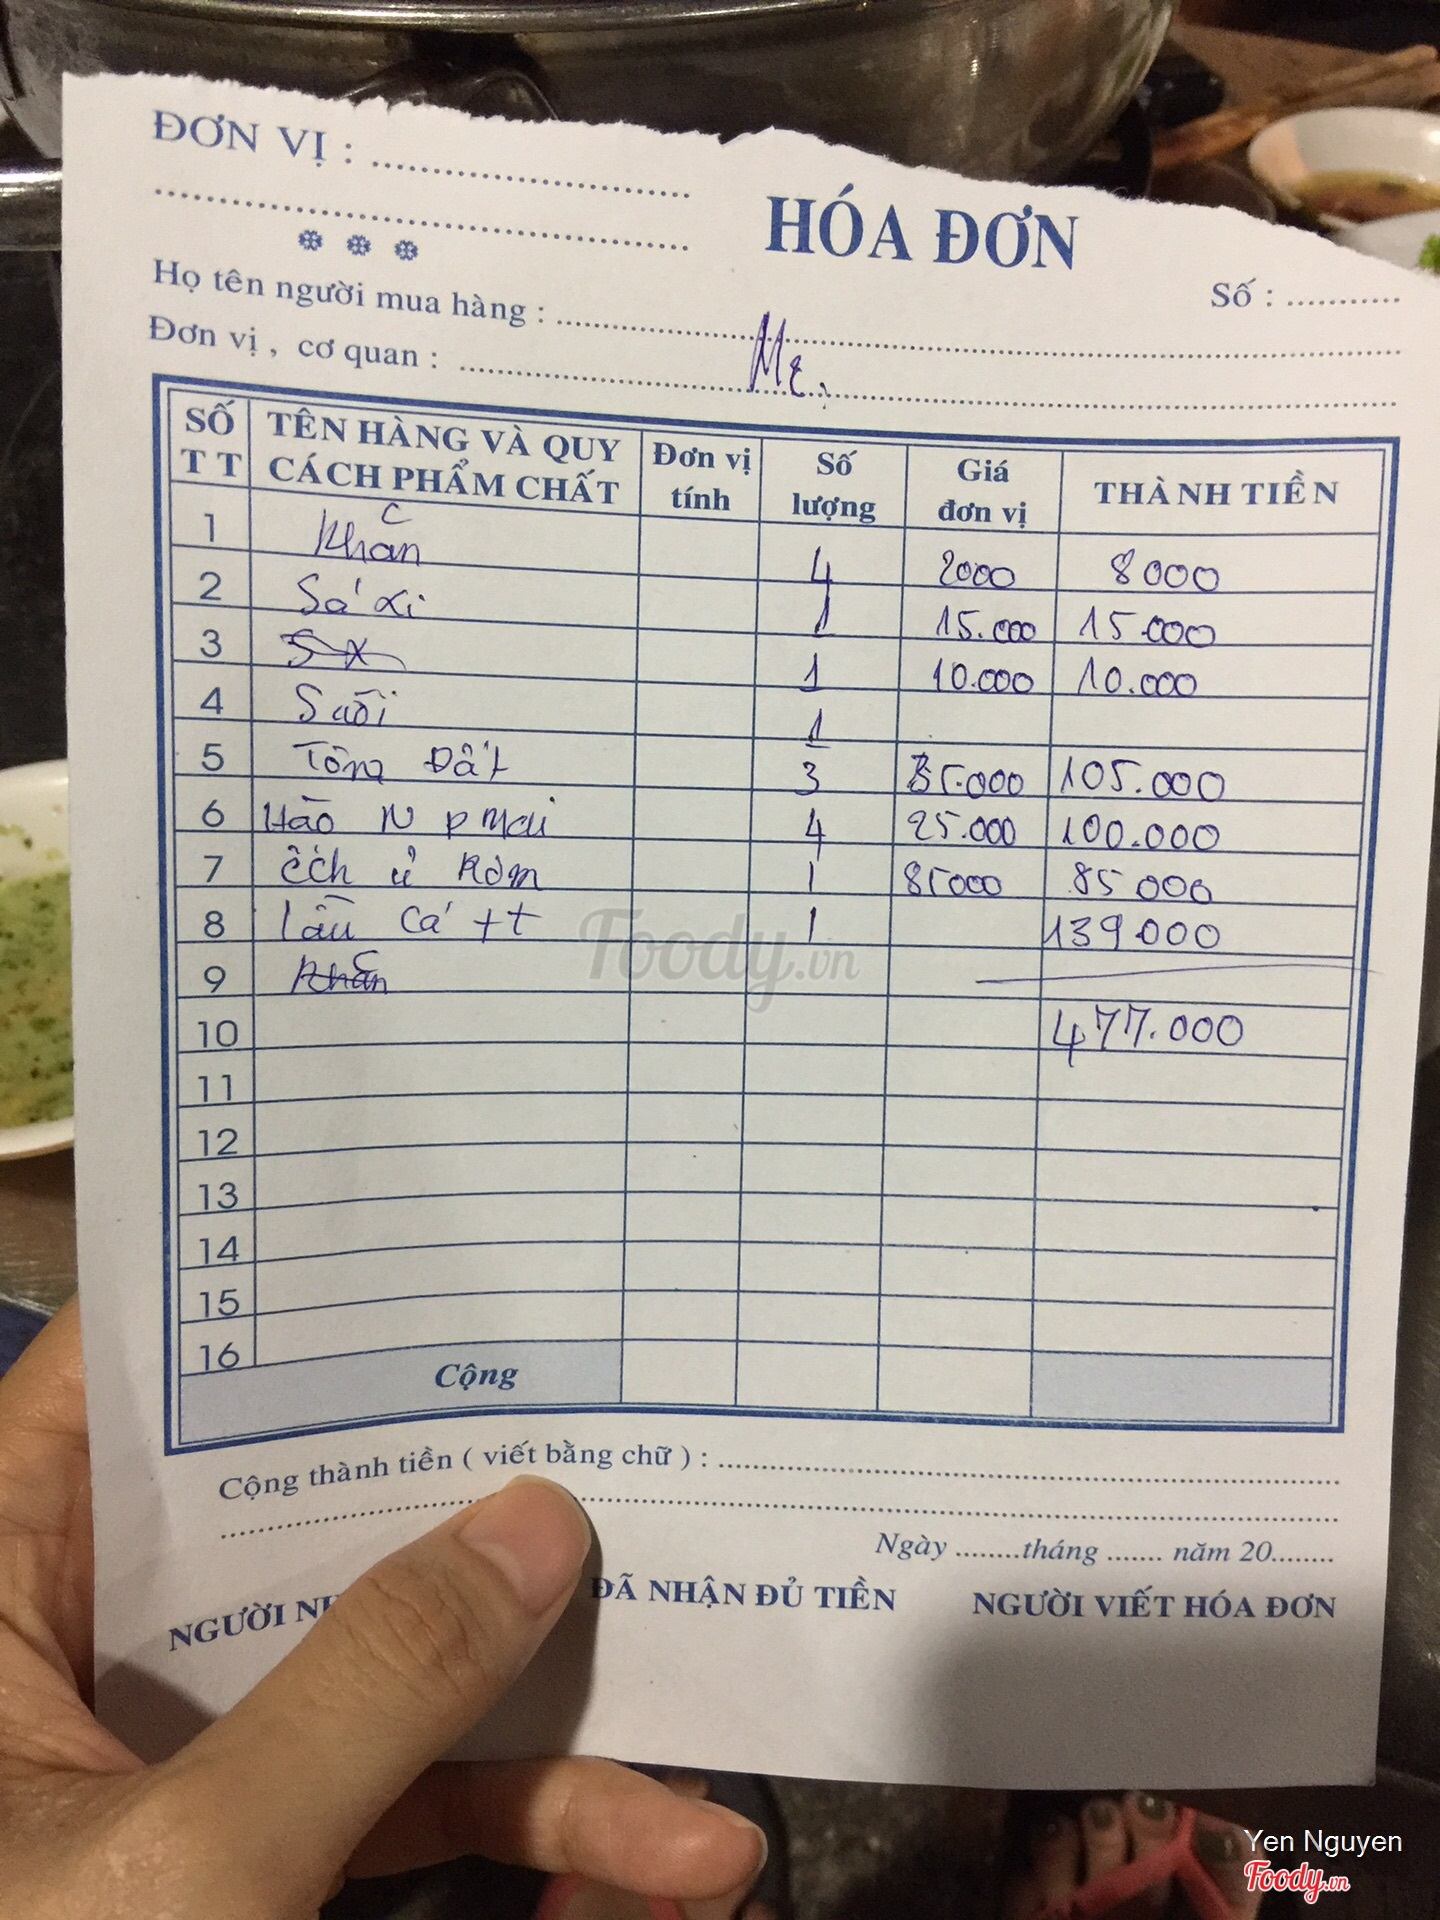 ĐƠN VỊ : ........................
HÓA ĐƠN
Số : ............
Họ tên người mua hàng : ........................
Đơn vị , cơ quan : ........................
SỐ TT TÊN HÀNG VÀ QUY CÁCH PHẨM CHẤT Đơn vị tính Số lượng Giá đơn vị THÀNH TIỀN
1 Khăn 4 2000 8000
2 Sá xi 1 15.000 15.000
3 1 10.000 10.000
4 Suối 1
5 Tông Đất 3 35.000 105.000
6 Hào N P Mai 4 25.000 100.000
7 Ếch ủ Rơm 1 85000 85000
8 Lẩu Cá tt 1 139000
9 Khăn
10 477.000
11
12
13
14
15
16
Cộng
Cộng thành tiền ( viết bằng chữ ) : ........................
Ngày ........tháng ....... năm 20........
NGƯỜI ĐÃ NHẬN ĐỦ TIỀN NGƯỜI VIẾT HÓA ĐƠN
Foody.vn
Yen Nguyen
Foody.vn